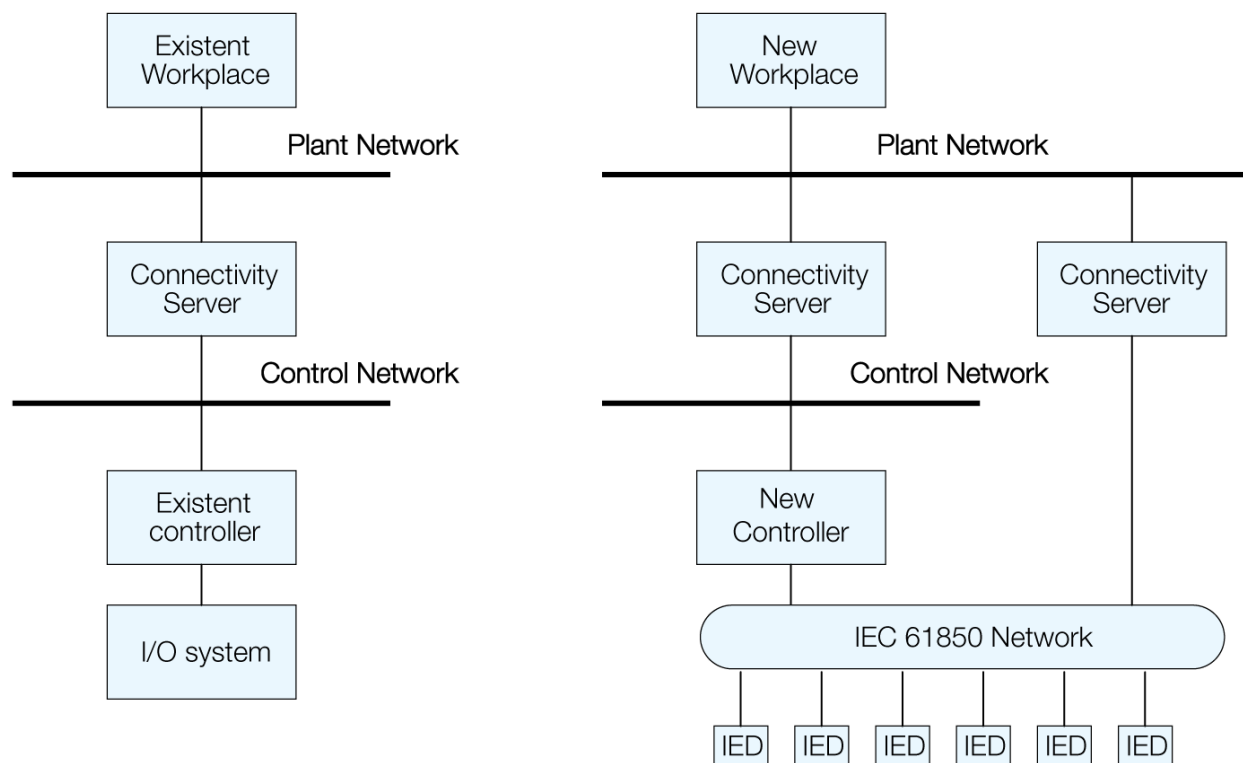 Existent
Workplace
Plant Network
Connectivity
Server
Control Network
Existent
controller
I/O system
New
Workplace
Plant Network
Connectivity
Server
Connectivity
Server
Control Network
New
Controller
IEC 61850 Network
IED IED IED IED IED IED